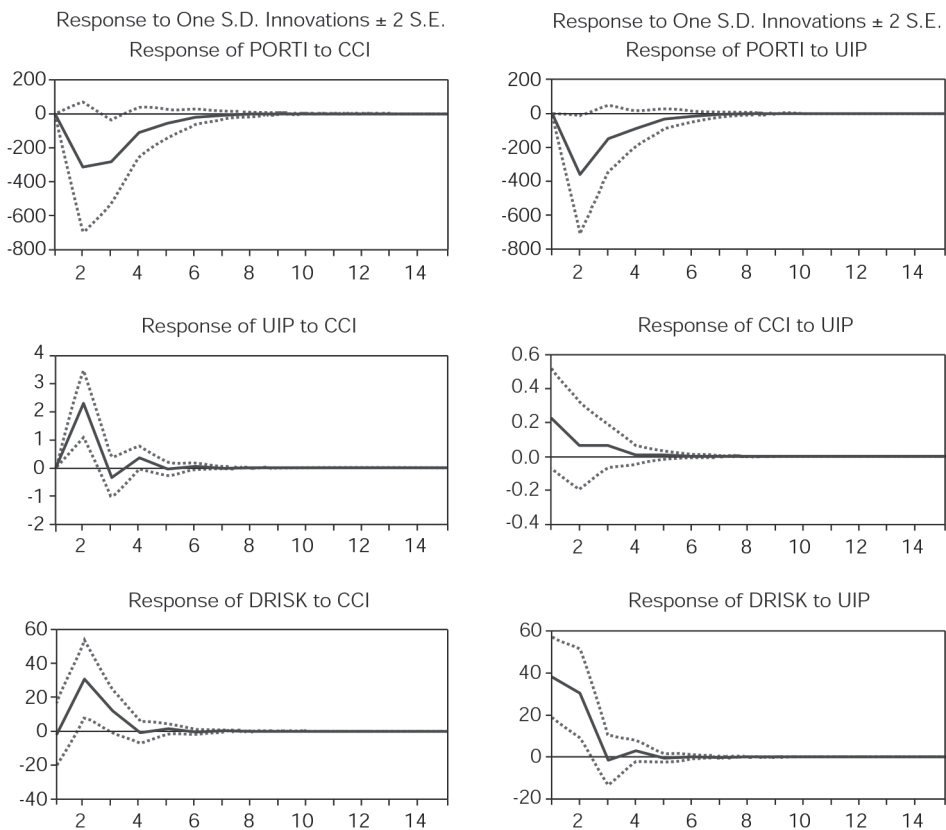 Response to One S.D. Innovations ± 2 S.E.
Response of PORTI to CCI
200
0
-200
-400
-600
-800
2 4 6 8 10 12 14
Response to One S.D. Innovations ± 2 S.E.
Response of PORTI to UIP
200
0
-200
-400
-600
-800
2 4 6 8 10 12 14
Response of UIP to CCI
4
3
2
1
0
-1
-2
2 4 6 8 10 12 14
Response of CCI to UIP
0.6
0.4
0.2
0.0
-0.2
-0.4
2 4 6 8 10 12 14
Response of DRISK to CCI
60
40
20
0
-20
-40
2 4 6 8 10 12 14
Response of DRISK to UIP
60
40
20
0
-20
2 4 6 8 10 12 14